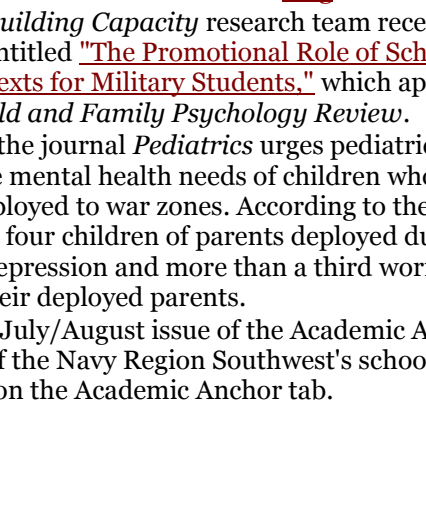 uilding Capacity research team rece
ntitled "The Promotional Role of Sch
exts for Military Students," which ap
ld and Family Psychology Review.
the journal Pediatrics urges pediatri
e mental health needs of children who
ployed to war zones. According to the
four children of parents deployed du
epression and more than a third wor
eir deployed parents.
July/August issue of the Academic A
f the Navy Region Southwest's schoo
on the Academic Anchor tab.